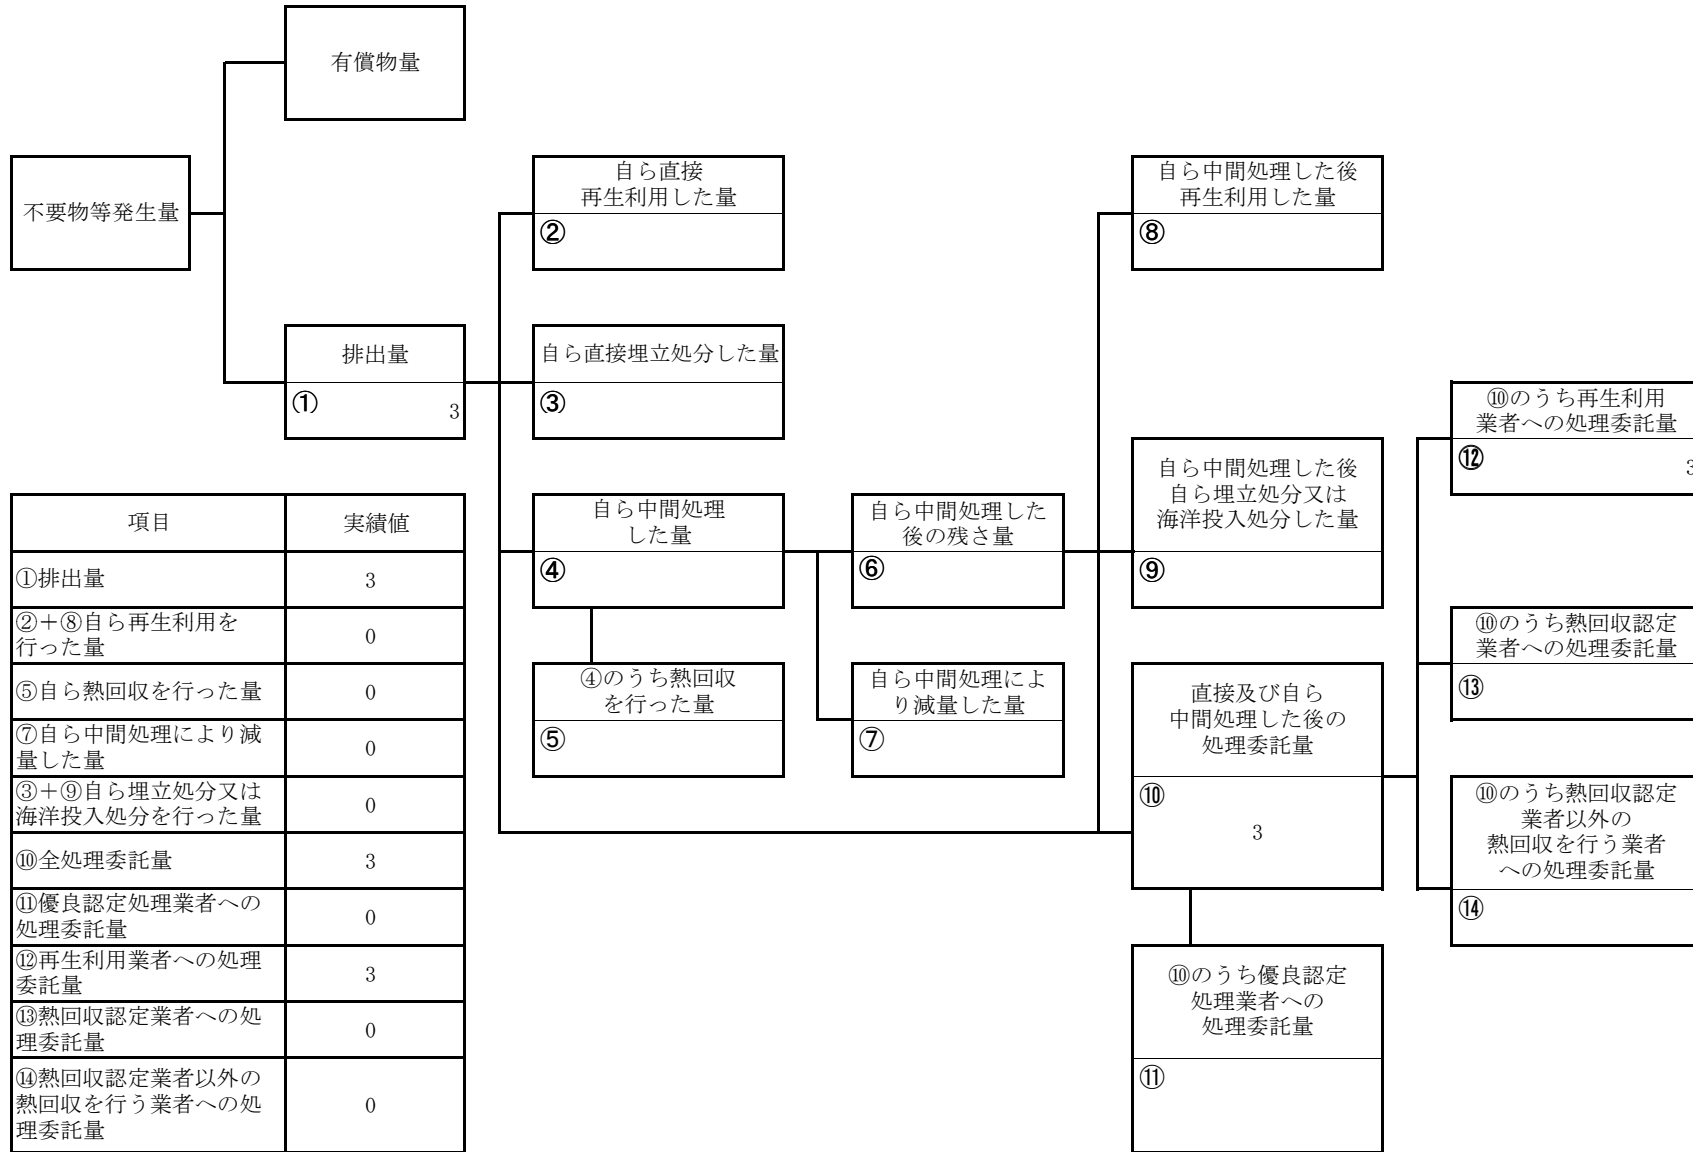 有償物量
不要物等発生量
自ら直接
再生利用した量
②
自ら中間処理した後
再生利用した量
⑧
排出量
① 3
自ら直接埋立処分した量
③
自ら中間処理
した量
④
自ら中間処理した
後の残さ量
⑥
自ら中間処理した後
自ら埋立処分又は
海洋投入処分した量
⑨
⑩のうち再生利用
業者への処理委託量
⑫ 3
④のうち熱回収
を行った量
⑤
自ら中間処理によ
り減量した量
⑦
直接及び自ら
中間処理した後の
処理委託量
⑩
3
⑩のうち熱回収認定
業者への処理委託量
⑬
⑩のうち熱回収認定
業者以外の
熱回収を行う業者
への処理委託量
⑭
⑩のうち優良認定
処理業者への
処理委託量
⑪
項目 実績値
①排出量 3
②+⑧自ら再生利用を
行った量 0
⑤自ら熱回収を行った量 0
⑦自ら中間処理により減
量した量 0
③+⑨自ら埋立処分又は
海洋投入処分を行った量 0
⑩全処理委託量 3
⑪優良認定処理業者への
処理委託量 0
⑫再生利用業者への処理
委託量 3
⑬熱回収認定業者への処
理委託量 0
⑭熱回収認定業者以外の
熱回収を行う業者への処 0
理委託量